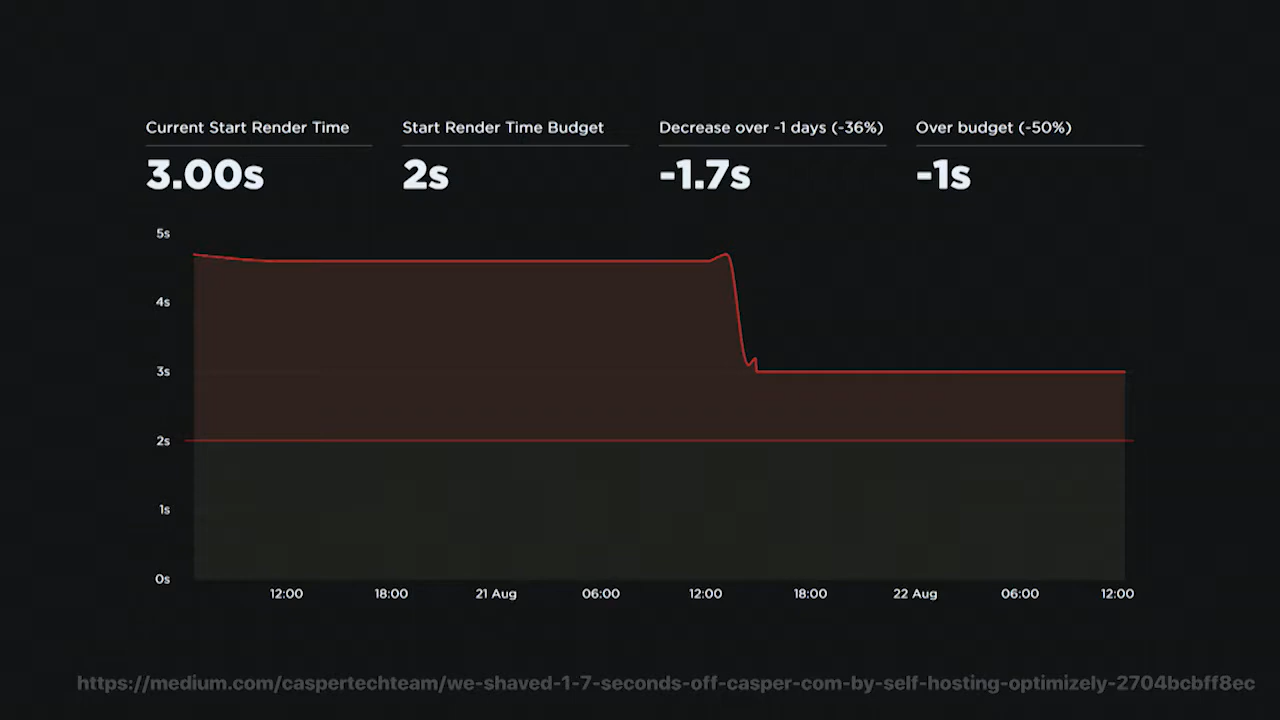 Current Start Render Time
3.00s
Start Render Time Budget
2s
Decrease over -1 days (-36%)
-1.7s
Over budget (-50%)
-1s
5s
4s
3s
2s
1s
0s
12:00 18:00 21 Aug 06:00 12:00 18:00 22 Aug 06:00 12:00
https://medium.com/caspertechteam/we-shaved-1-7-seconds-off-casper-com-by-self-hosting-optimizely-2704bcbff8ec